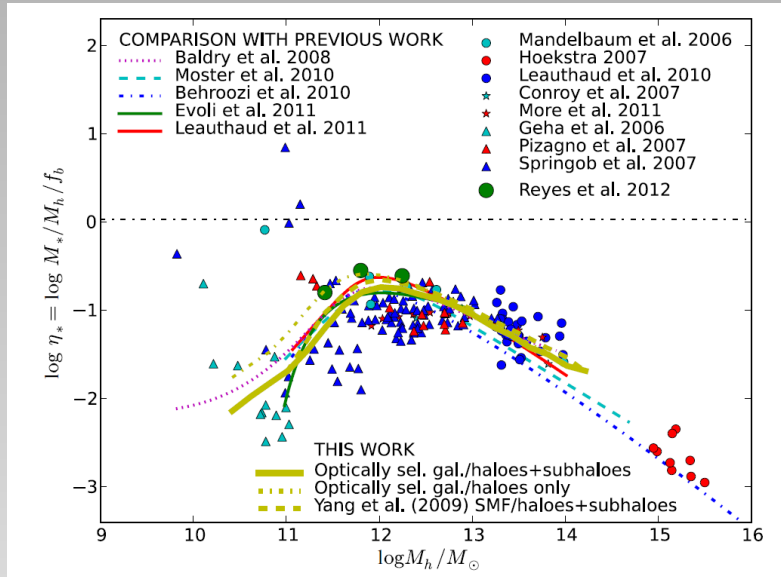 COMPARISON WITH PREVIOUS WORK
Baldry et al. 2008
Moster et al. 2010
Behroozi et al. 2010
Evoli et al. 2011
Leauthaud et al. 2011
Mandelbaum et al. 2006
Hoekstra 2007
Leauthaud et al. 2010
Conroy et al. 2007
More et al. 2011
Geha et al. 2006
Pizagno et al. 2007
Springob et al. 2007
Reyes et al. 2012
THIS WORK
Optically sel. gal./haloes+subhaloes
Optically sel. gal./haloes only
Yang et al. (2009) SMF/haloes+subhaloes
log η* = log M*/M_h/f_b
2
1
0
−1
−2
−3
9 10 11 12 13 14 15 16
logM_h/M_⊙